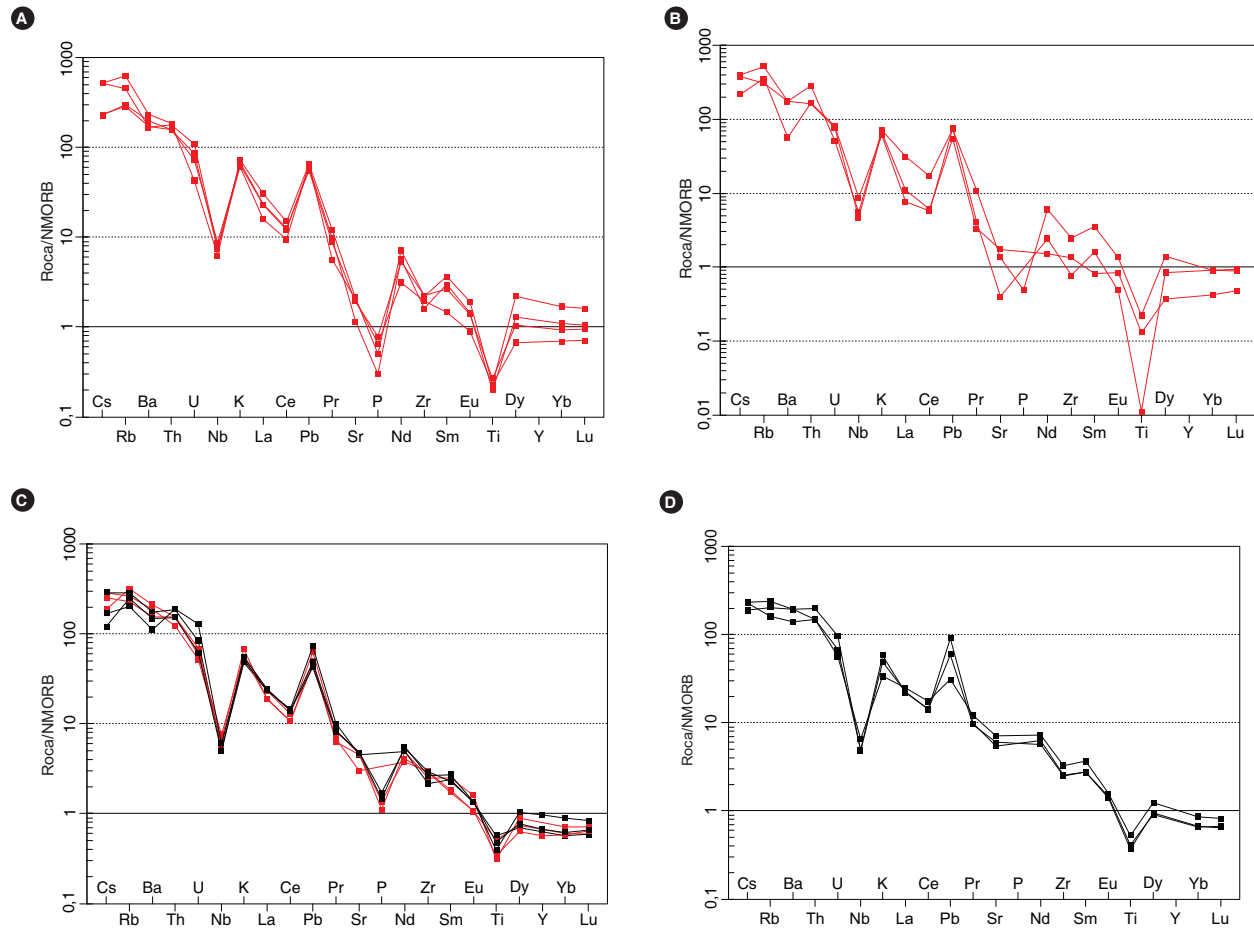 A
1000
100
10
1
0,1
Roca/NMORB
Cs Ba U K Ce Pr P Zr Eu Dy Yb
Rb Th Nb La Pb Sr Nd Sm Ti Y Lu
B
1000
100
10
1
0,1
0,01
Roca/NMORB
Cs Ba U K Ce Pr P Zr Eu Dy Yb
Rb Th Nb La Pb Sr Nd Sm Ti Y Lu
C
1000
100
10
1
0,1
Roca/NMORB
Cs Ba U K Ce Pr P Zr Eu Dy Yb
Rb Th Nb La Pb Sr Nd Sm Ti Y Lu
D
1000
100
10
1
0,1
Roca/NMORB
Cs Ba U K Ce Pr P Zr Eu Dy Yb
Rb Th Nb La Pb Sr Nd Sm Ti Y Lu